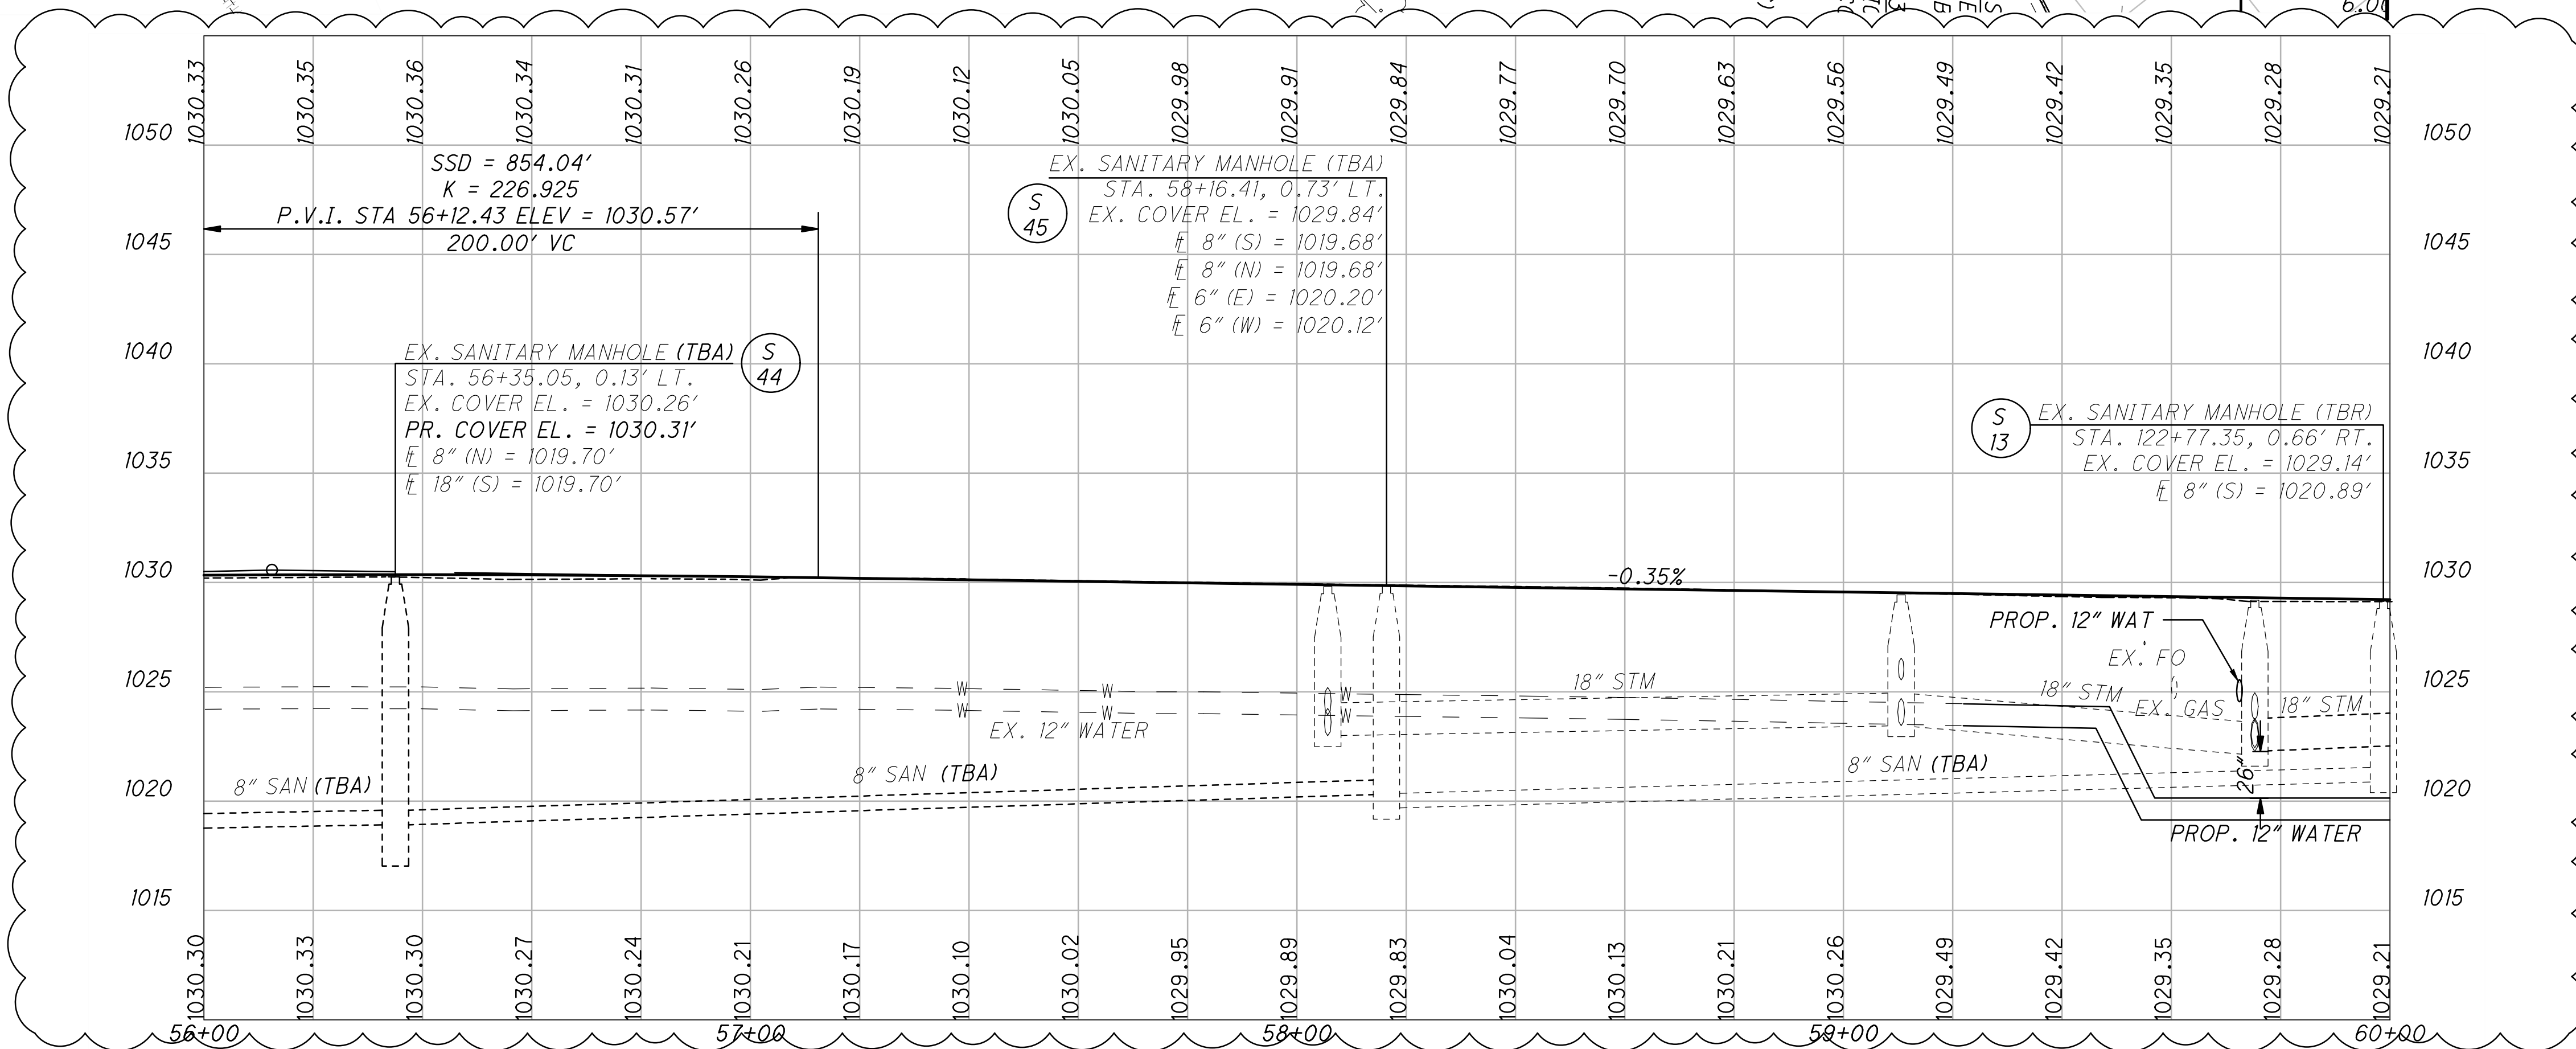 6.00
1030.33 1030.35 1030.36 1030.34 1030.31 1030.26 1030.19 1030.12 1030.05 1029.98 1029.91 1029.84 1029.77 1029.70 1029.63 1029.56 1029.49 1029.42 1029.35 1029.28 1029.21
1050 1050
SSD = 854.04'
K = 226.925
P.V.I. STA 56+12.43 ELEV = 1030.57'
200.00' VC
EX. SANITARY MANHOLE (TBA)
STA. 58+16.41, 0.73' LT.
EX. COVER EL. = 1029.84'
FL 8" (S) = 1019.68'
FL 8" (N) = 1019.68'
FL 6" (E) = 1020.20'
FL 6" (W) = 1020.12'
S
45
1045 1045
1040 1040
EX. SANITARY MANHOLE (TBA)
STA. 56+35.05, 0.13' LT.
EX. COVER EL. = 1030.26'
PR. COVER EL. = 1030.31'
FL 8" (N) = 1019.70'
FL 18" (S) = 1019.70'
S
44
S
13
EX. SANITARY MANHOLE (TBR)
STA. 122+77.35, 0.66' RT.
EX. COVER EL. = 1029.14'
FL 8" (S) = 1020.89'
1035 1035
1030 1030
-0.35%
PROP. 12" WAT
EX. FO
1025 1025
W W W
W W W
18" STM
18" STM
EX. GAS
18" STM
EX. 12" WATER
8" SAN (TBA)
8" SAN (TBA)
8" SAN (TBA)
26"
1020 1020
PROP. 12" WATER
1015 1015
1030.30 1030.33 1030.30 1030.27 1030.24 1030.21 1030.17 1030.10 1030.02 1029.95 1029.89 1029.83 1030.04 1030.13 1030.21 1030.26 1029.49 1029.42 1029.35 1029.28 1029.21
56+00 57+00 58+00 59+00 60+00